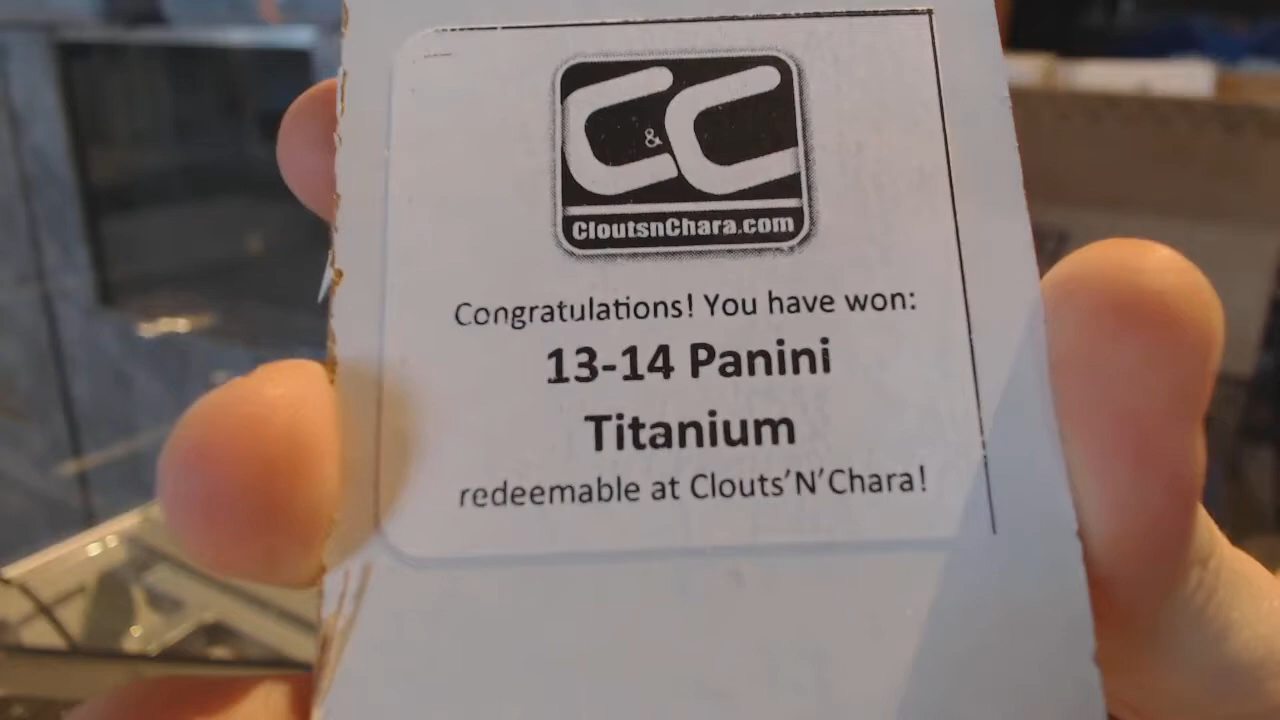 C&C
CloutsnChara.com
Congratulations! You have won:
13-14 Panini
Titanium
redeemable at Clouts'N'Chara!